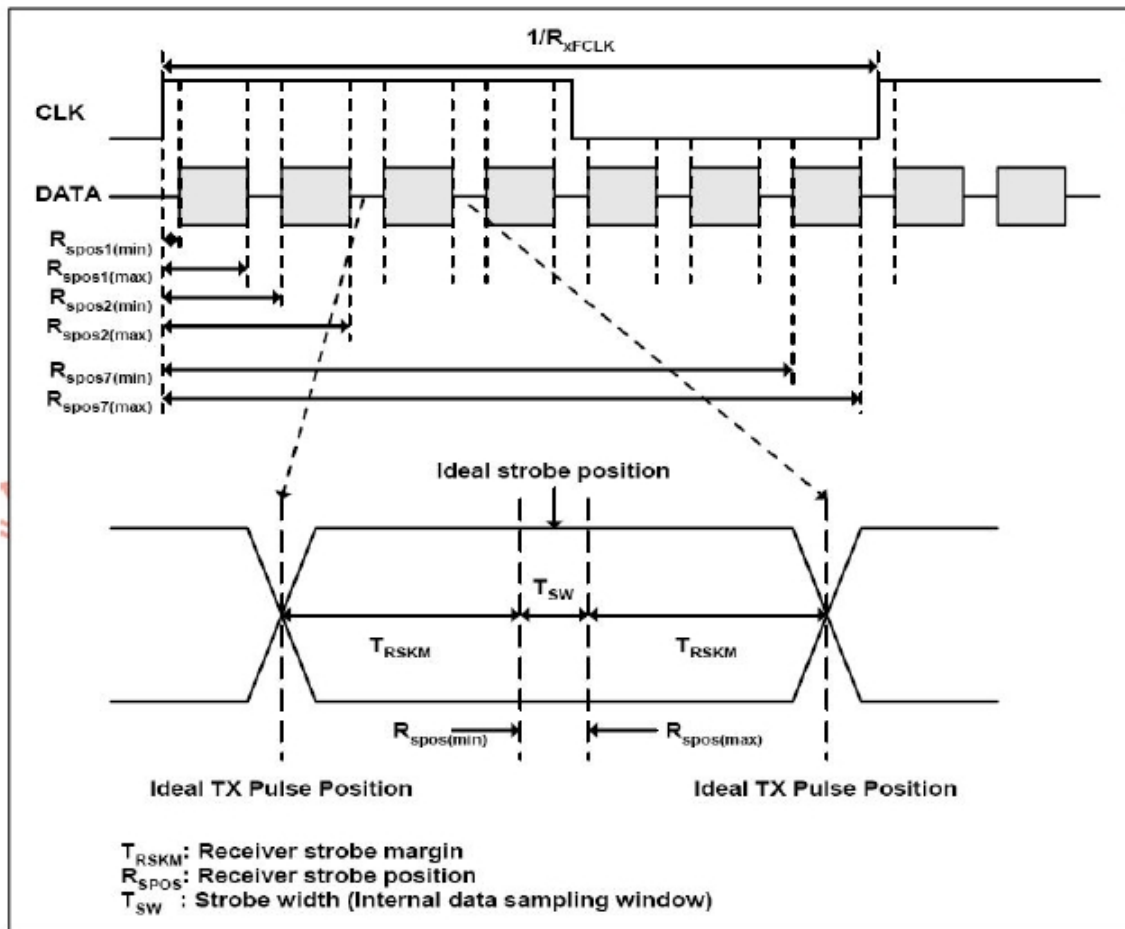 1/RxFCLK
CLK
DATA
Rspos1(min)
Rspos1(max)
Rspos2(min)
Rspos2(max)
Rspos7(min)
Rspos7(max)
Ideal strobe position
TSW
TRSKM TRSKM
Rspos(min) Rspos(max)
Ideal TX Pulse Position Ideal TX Pulse Position
TRSKM: Receiver strobe margin
RSPOS: Receiver strobe position
TSW : Strobe width (Internal data sampling window)